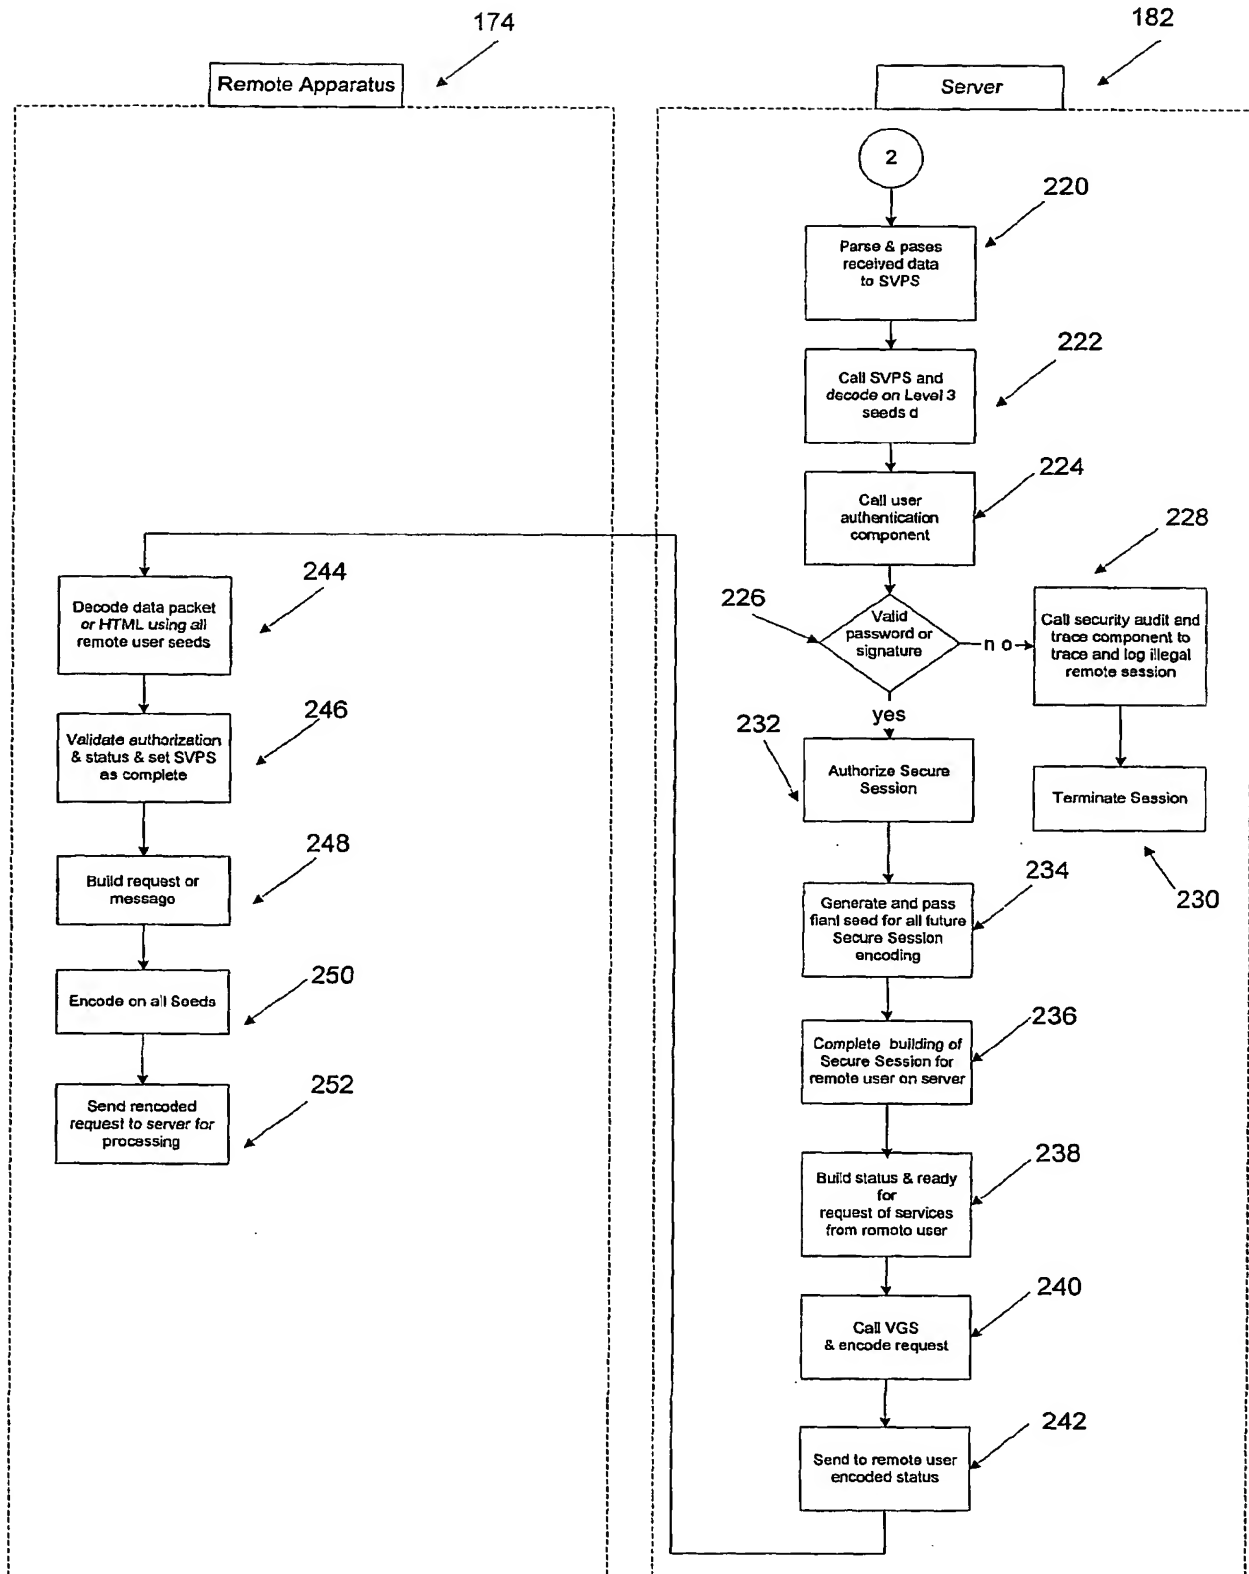 174
182
Remote Apparatus
Server
2
220
Parse & pases
received data
to SVPS
222
Call SVPS and
decode on Level 3
seeds d
224
Call user
authentication
component
226
Valid
password or
signature
no
228
Call security audit and
trace component to
trace and log illegal
remote session
Terminate Session
230
yes
232
Authorize Secure
Session
234
Generate and pass
fianl seed for all future
Secure Session
encoding
236
Complete building of
Secure Session for
remote user on server
238
Build status & ready
for
request of services
from romoto user
240
Call VGS
& encode request
242
Send to remote user
encoded status
244
Decode data packet
or HTML using all
remote user seeds
246
Validate authorization
& status & set SVPS
as complete
248
Build request or
messago
250
Encode on all Seeds
252
Send rencoded
request to server for
processing